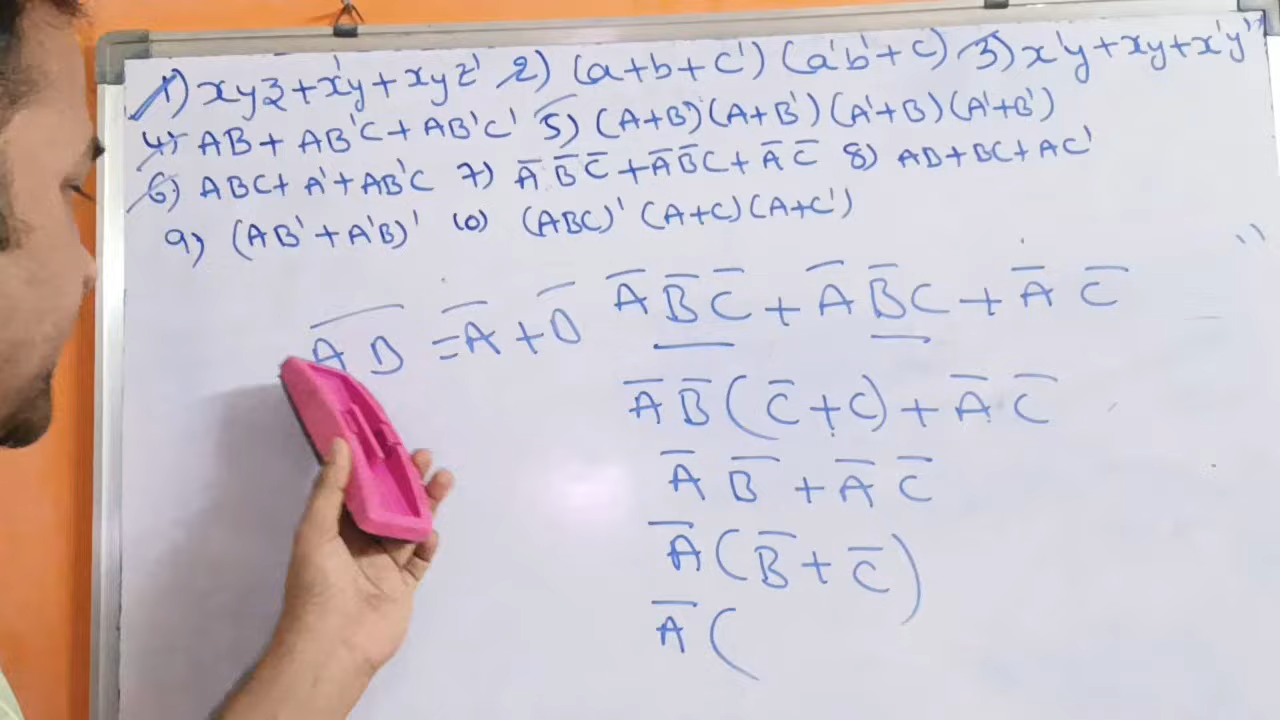 1) xyz+x'y+xyz' 2) (a+b+c') (a'b'+c) 3) x'y+xy+x'y'
4) AB+AB'C+AB'C' 5) (A+B)(A+B')(A'+B)(A'+B')
6) ABC+A'+AB'C 7) A̅ B̅ C̅ + A̅ B̅ C + A̅ C̅ 8) AB+BC+AC'
9) (AB'+A'B)' 10) (ABC)' (A+C)(A+C')
A̅ B̅ C̅ + A̅ B̅ C + A̅ C̅
A̅ B̅ (C̅+C) + A̅ C̅
A̅ B̅ + A̅ C̅
A̅ (B̅ + C̅)
A̅ (